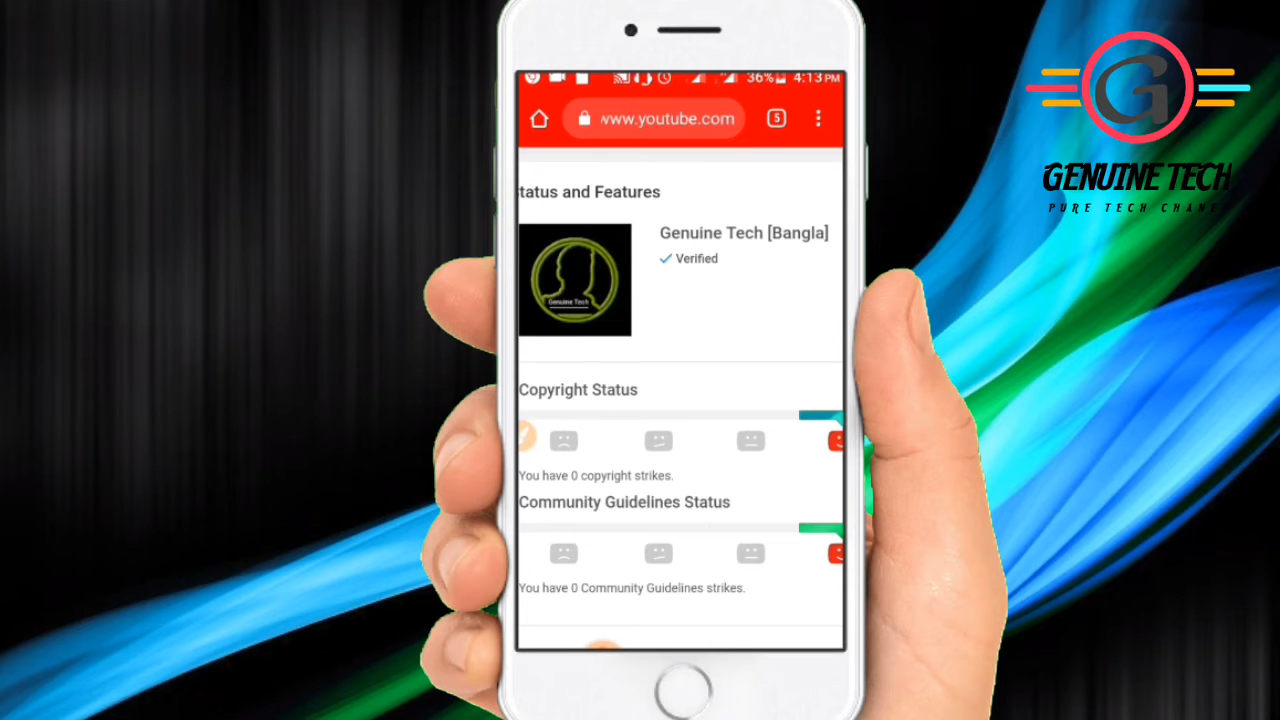 36% 4:13 PM
www.youtube.com
5
tatus and Features
Genuine Tech [Bangla]
Verified
Genuine Tech
Copyright Status
You have 0 copyright strikes.
Community Guidelines Status
You have 0 Community Guidelines strikes.
G
GENUINE TECH
PURE TECH CHANE